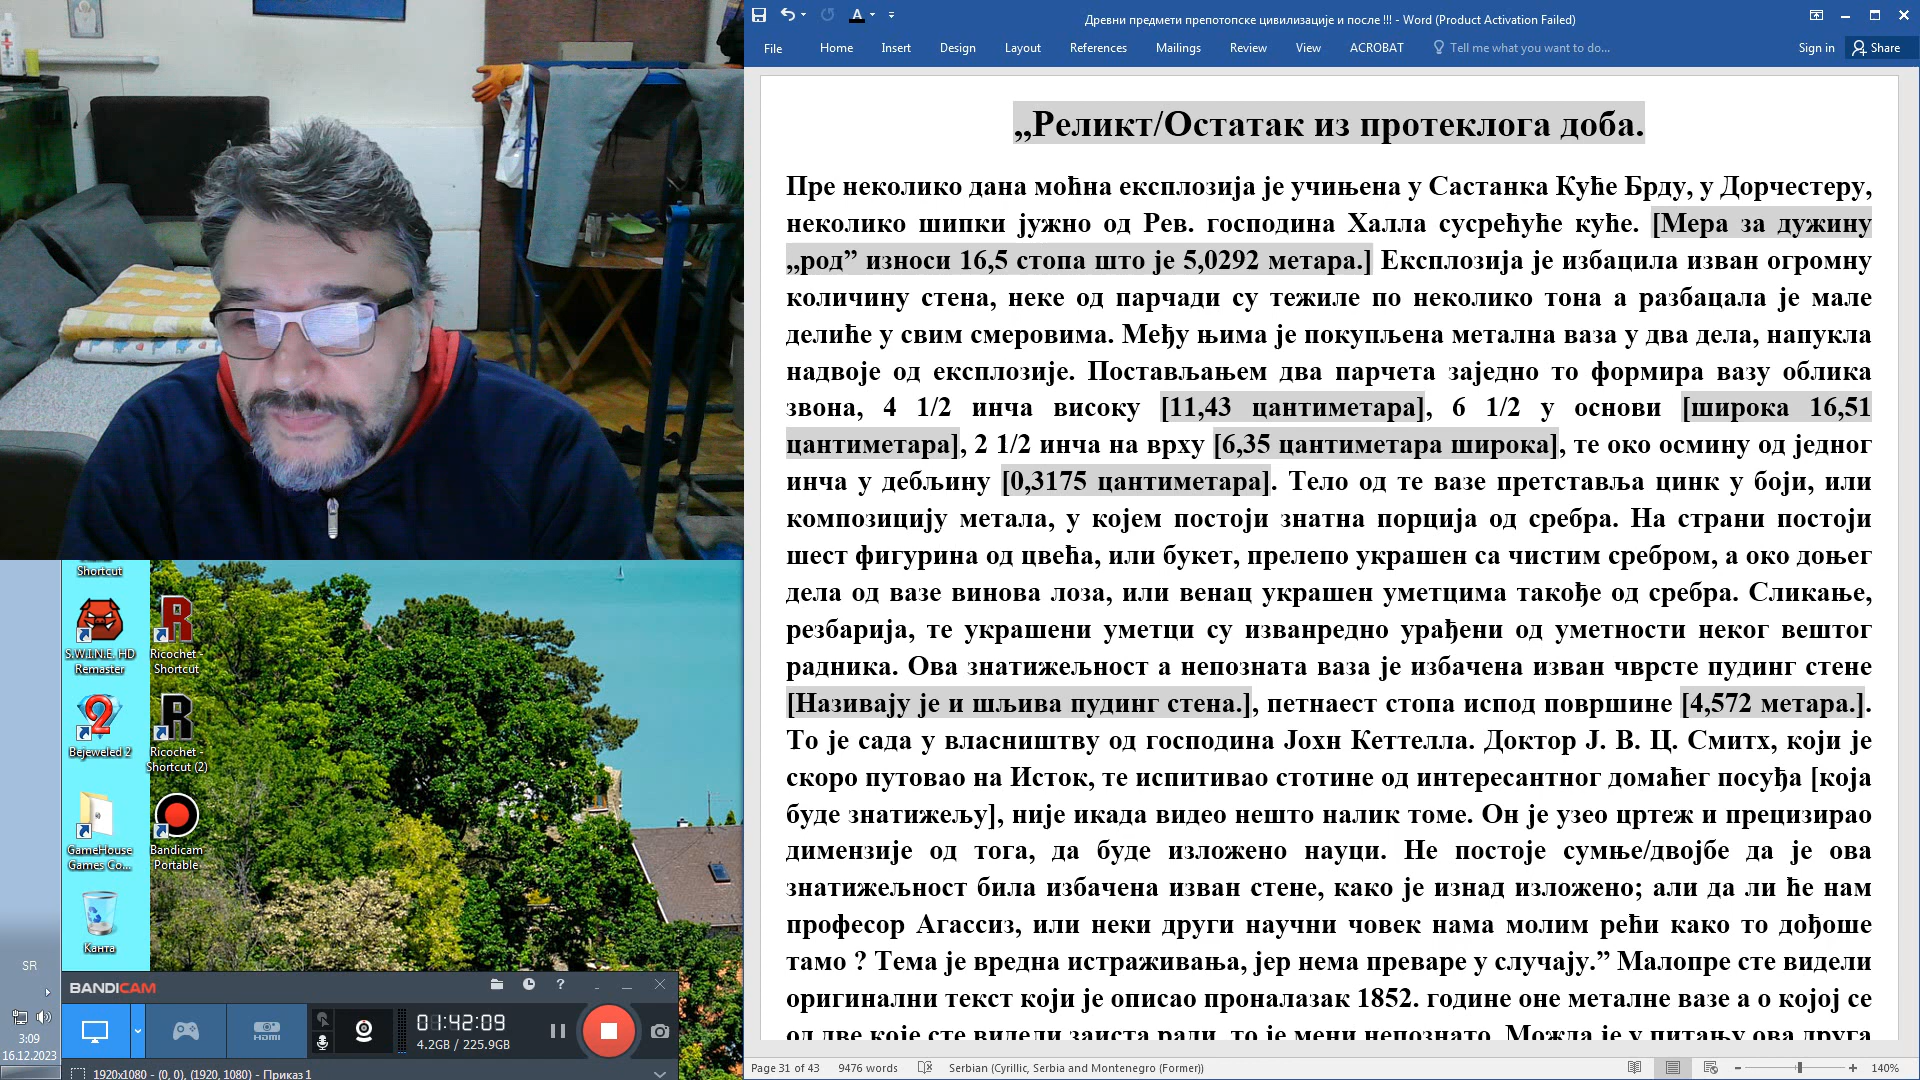 Древни предмети препотопске цивилизације и после !!! - Word (Product Activation Failed)
File Home Insert Design Layout References Mailings Review View ACROBAT Tell me what you want to do... Sign in Share
„Реликт/Остатак из протеклога доба.
Пре неколико дана моћна експлозија је учињена у Састанка Куће Брду, у Дорчестеру,
неколико шипки јужно од Рев. господина Халла сусрећуће куће. [Мера за дужину
„род” износи 16,5 стопа што је 5,0292 метара.] Експлозија је избацила изван огромну
количину стена, неке од парчади су тежиле по неколико тона а разбацала је мале
делиће у свим смеровима. Међу њима је покупљена метална ваза у два дела, напукла
надвоје од експлозије. Постављањем два парчета заједно то формира вазу облика
звона, 4 1/2 инча високу [11,43 цантиметара], 6 1/2 у основи [широка 16,51
цантиметара], 2 1/2 инча на врху [6,35 цантиметара широка], те око осмину од једног
инча у дебљину [0,3175 цантиметара]. Тело од те вазе претставља цинк у боји, или
композицију метала, у којем постоји знатна порција од сребра. На страни постоји
шест фигурина од цвећа, или букет, прелепо украшен са чистим сребром, а око доњег
дела од вазе винова лоза, или венац украшен уметцима такође од сребра. Сликање,
резбарија, те украшени уметци су изванредно урађени од уметности неког вештог
радника. Ова знатижељност а непозната ваза је избачена изван чврсте пудинг стене
[Називају је и шљива пудинг стена.], петнаест стопа испод површине [4,572 метара.].
То је сада у власништву од господина Јохн Кеттелла. Доктор Ј. В. Ц. Смитх, који је
скоро путовао на Исток, те испитивао стотине од интересантног домаћег посуђа [која
буде знатижељу], није икада видео нешто налик томе. Он је узео цртеж и прецизирао
димензије од тога, да буде изложено науци. Не постоје сумње/двојбе да је ова
знатижељност била избачена изван стене, како је изнад изложено; али да ли ће нам
професор Агассиз, или неки други научни човек нама молим рећи како то дођоше
тамо ? Тема је вредна истраживања, јер нема преваре у случају.” Малопре сте видели
оригинални текст који је описао проналазак 1852. године оне металне вазе а о којој се
од две које сте видели заиста ради, то је мени непознато. Можда је у питању ова друга
Page 31 of 43 9476 words Serbian (Cyrillic, Serbia and Montenegro (Former)) 140%
Shortcut
S.W.I.N.E. HD
Remaster
Ricochet -
Shortcut
Bejeweled 2
Ricochet -
Shortcut (2)
GameHouse
Games Co...
Bandicam
Portable
Канта
SR
3:09
16.12.2023
BANDICAM
HDMI
01:42:09
4.2GB / 225.9GB
1920x1080 - (0, 0), (1920, 1080) - Приказ 1